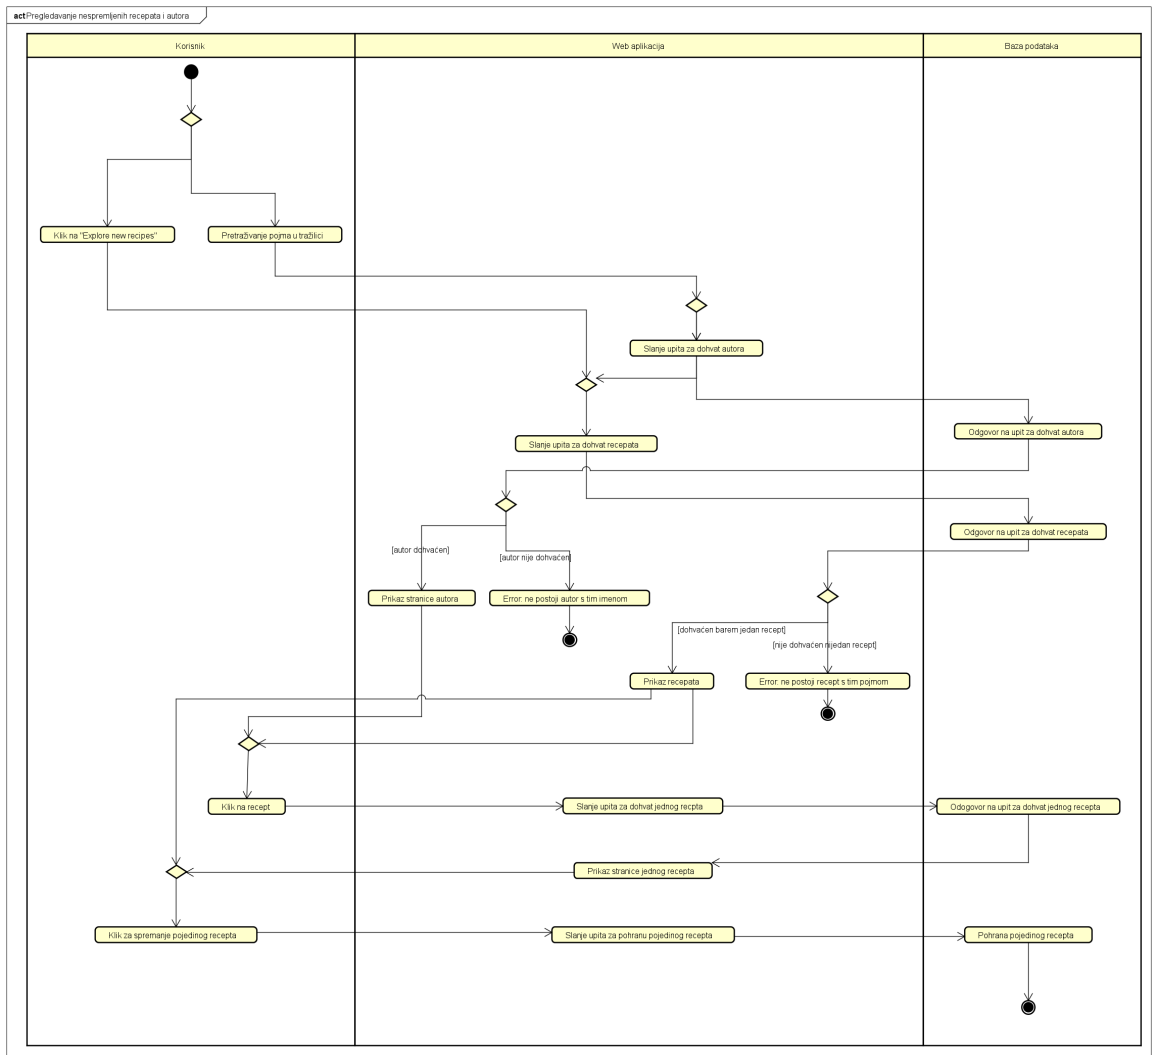 act Pregledavanje nespremljenih recepata i autora
Korisnik
Web aplikacija
Baza podataka
Klik na "Explore new recipes"
Pretraživanje pojma u tražilici
Slanje upita za dohvat autora
Odgovor na upit za dohvat autora
Slanje upita za dohvat recepata
Odgovor na upit za dohvat recepata
[autor dohvaćen]
[autor nije dohvaćen]
Prikaz stranice autora
Error: ne postoji autor s tim imenom
[dohvaćen barem jedan recept]
[nije dohvaćen nijedan recept]
Prikaz recepata
Error: ne postoji recept s tim pojmom
Klik na recept
Slanje upita za dohvat jednog recpta
Odogovor na upit za dohvat jednog recepta
Prikaz stranice jednog recepta
Klik za spremanje pojedinog recepta
Slanje upita za pohranu pojedinog recepta
Pohrana pojedinog recepta